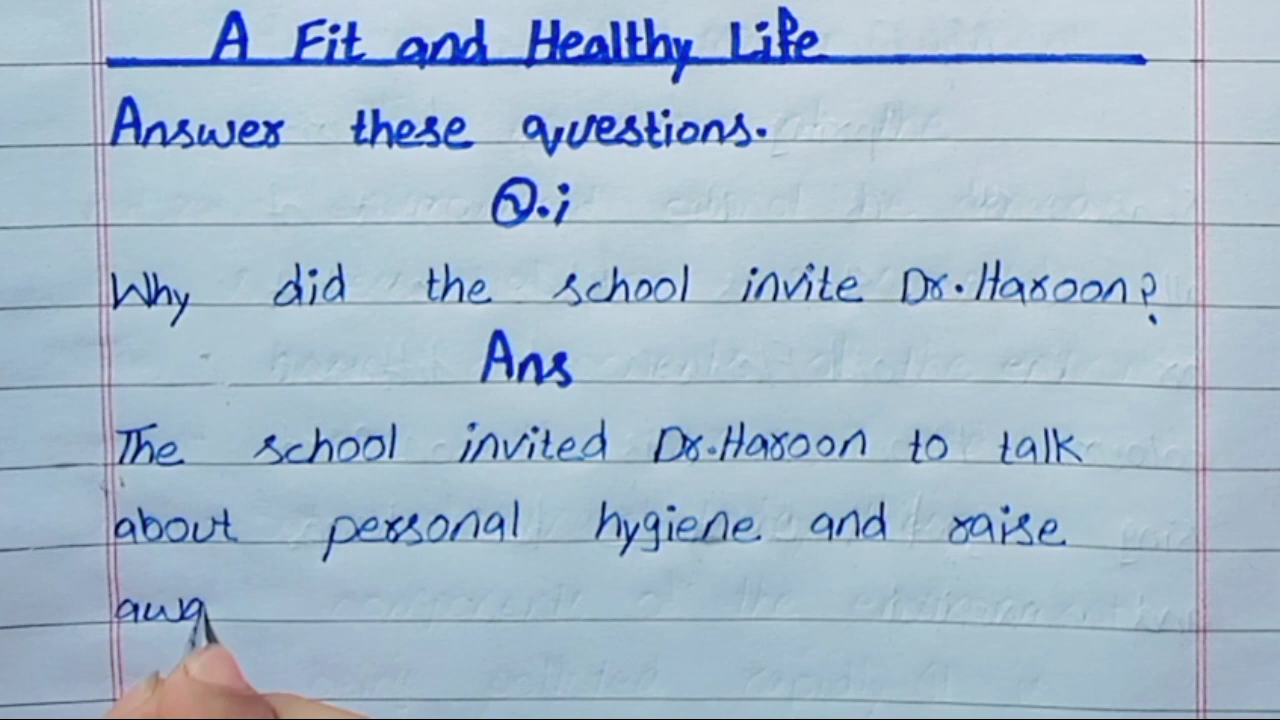 A Fit and Healthy Life
Answer these questions.
Q.i
Why did the school invite Dr.Haroon?
Ans
The school invited Dr.Haroon to talk
about personal hygiene and raise
awa